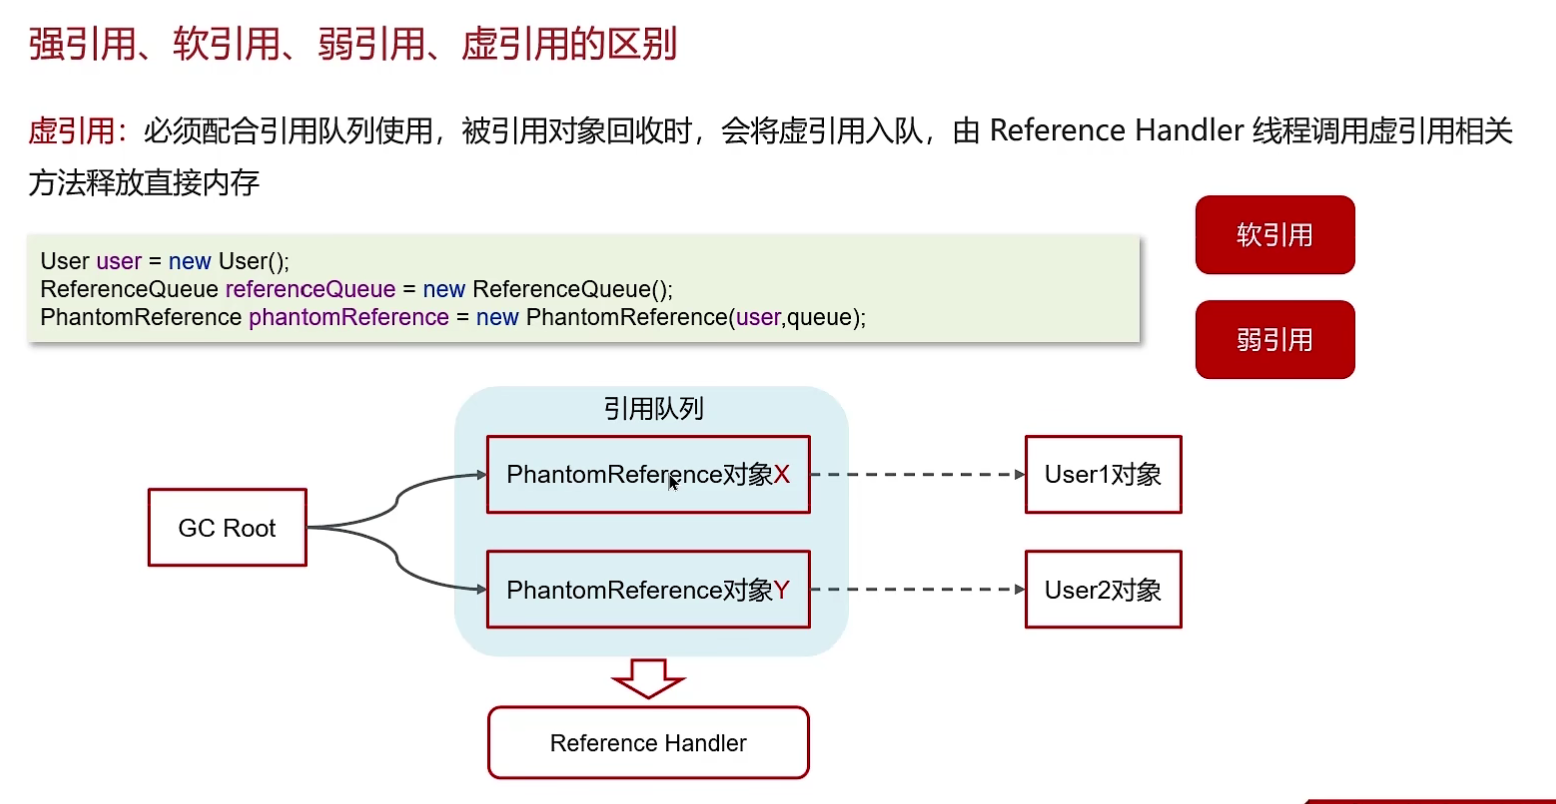 强引用、软引用、弱引用、虚引用的区别
虚引用：必须配合引用队列使用，被引用对象回收时，会将虚引用入队，由 Reference Handler 线程调用虚引用相关
方法释放直接内存
软引用
User user = new User();
ReferenceQueue referenceQueue = new ReferenceQueue();
PhantomReference phantomReference = new PhantomReference(user,queue);
弱引用
引用队列
PhantomReference对象X
User1对象
GC Root
PhantomReference对象Y
User2对象
Reference Handler